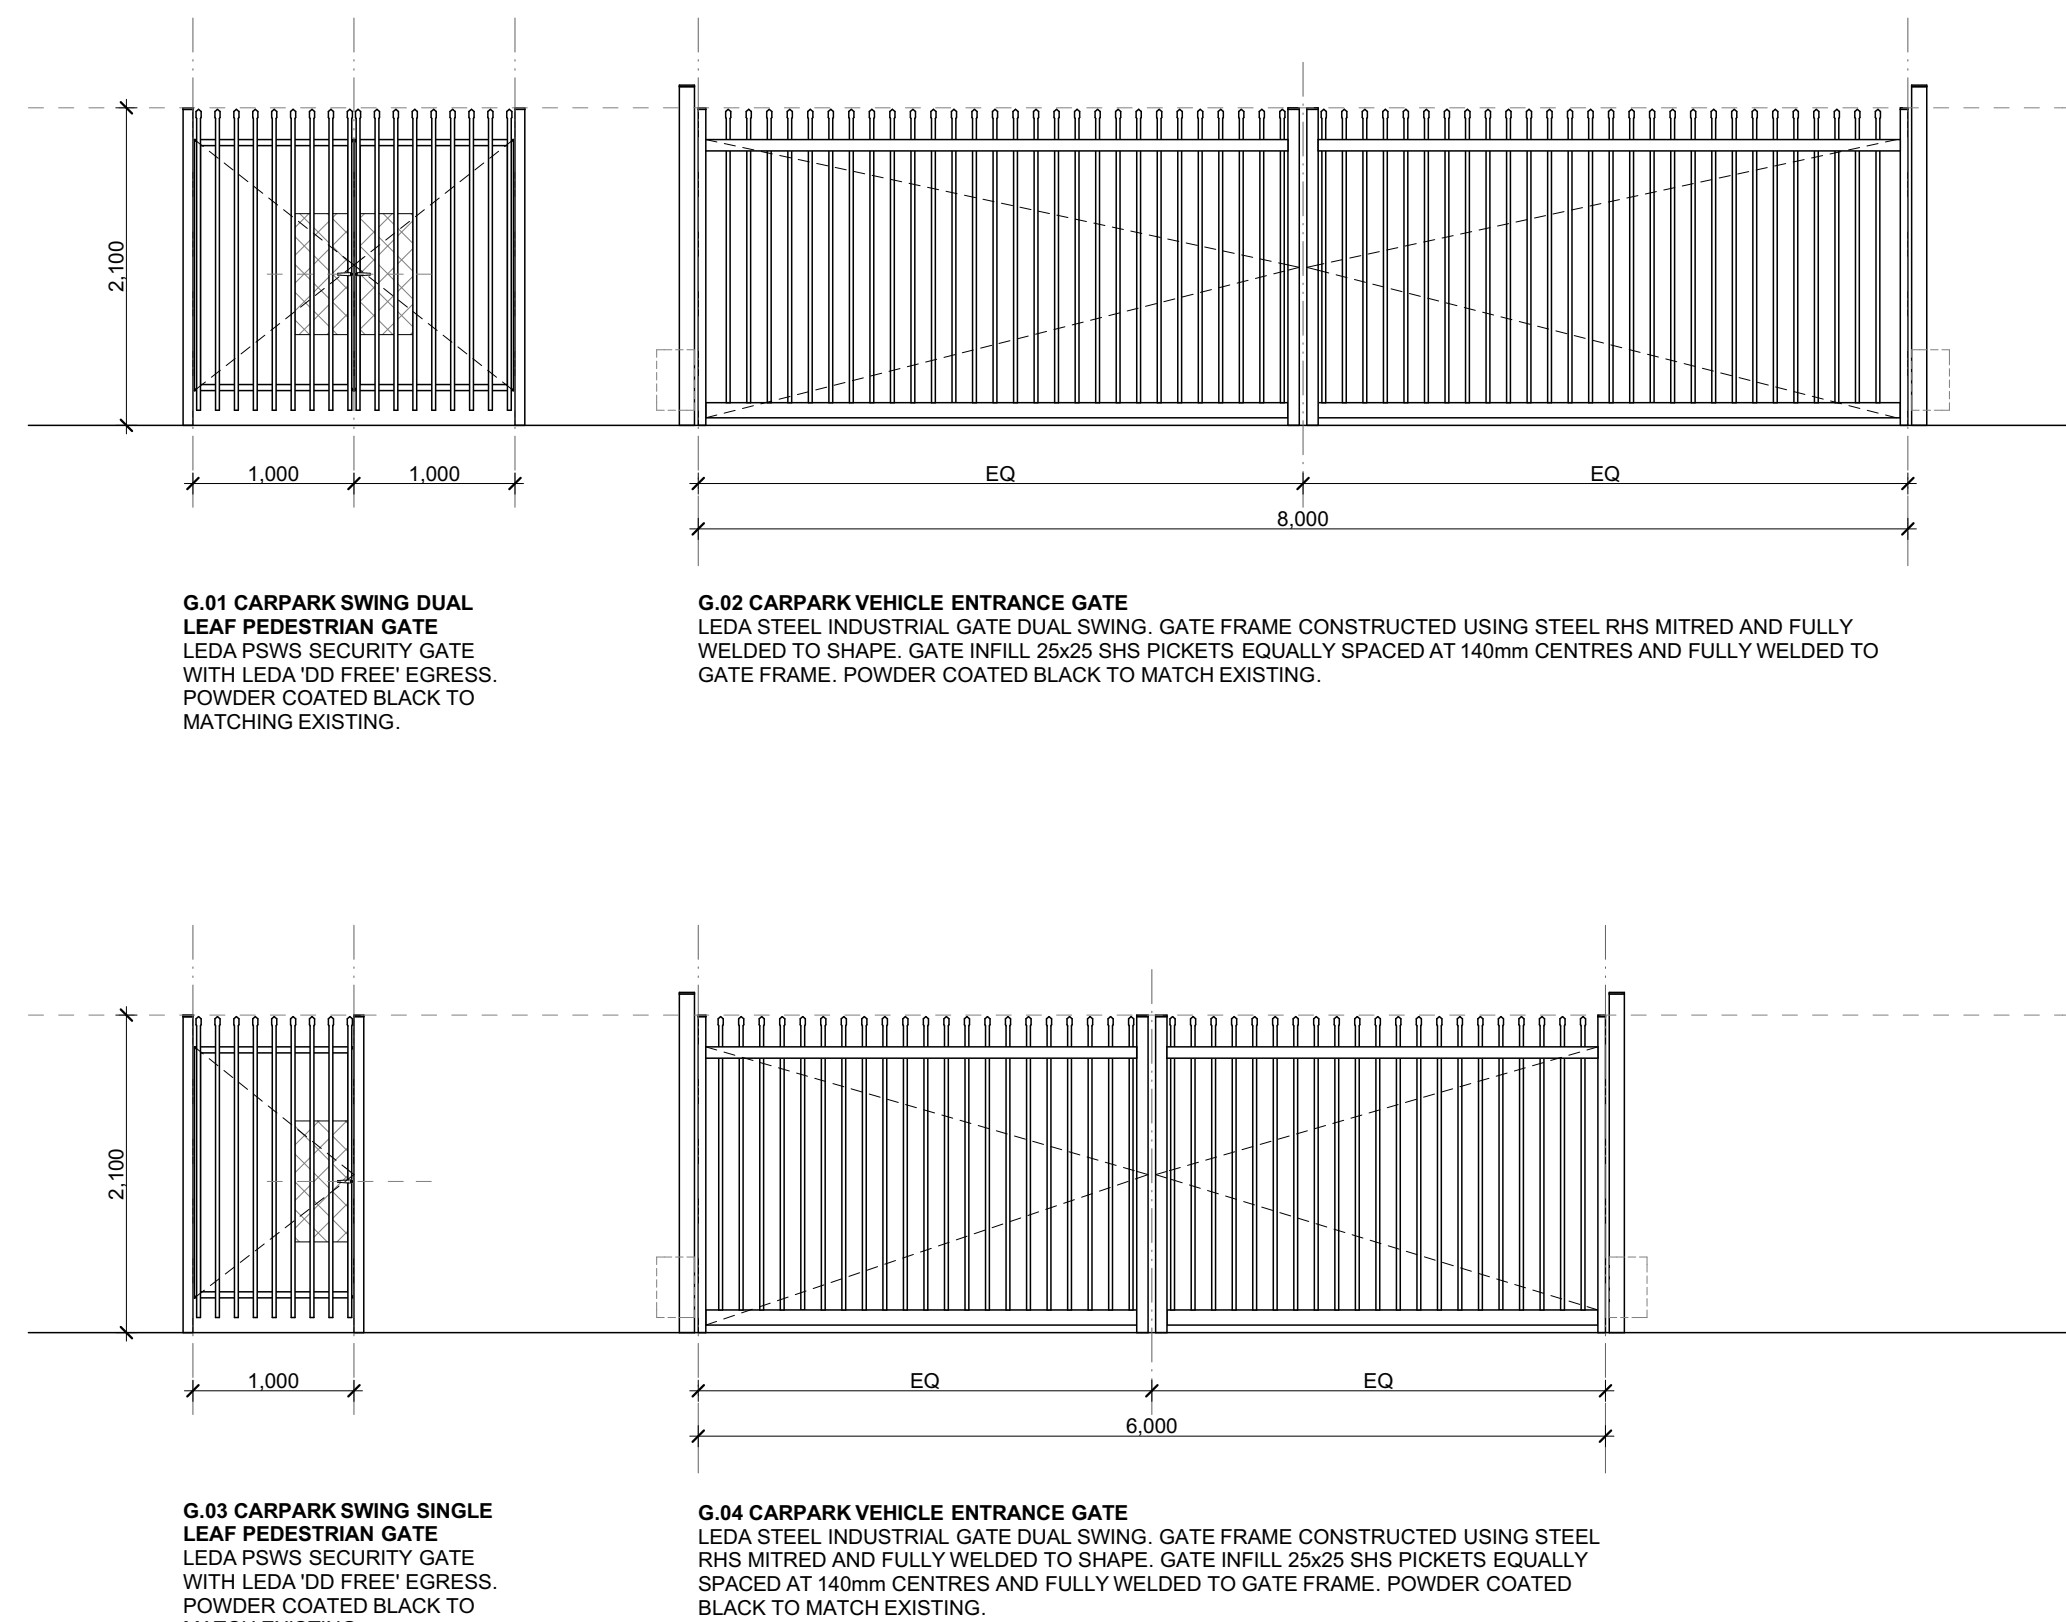 2,100
1,000
1,000
EQ
EQ
8,000
G.01 CARPARK SWING DUAL
LEAF PEDESTRIAN GATE
LEDA PSWS SECURITY GATE
WITH LEDA 'DD FREE' EGRESS.
POWDER COATED BLACK TO
MATCHING EXISTING.
G.02 CARPARK VEHICLE ENTRANCE GATE
LEDA STEEL INDUSTRIAL GATE DUAL SWING. GATE FRAME CONSTRUCTED USING STEEL RHS MITRED AND FULLY
WELDED TO SHAPE. GATE INFILL 25x25 SHS PICKETS EQUALLY SPACED AT 140mm CENTRES AND FULLY WELDED TO
GATE FRAME. POWDER COATED BLACK TO MATCH EXISTING.
2,100
1,000
EQ
EQ
6,000
G.03 CARPARK SWING SINGLE
LEAF PEDESTRIAN GATE
LEDA PSWS SECURITY GATE
WITH LEDA 'DD FREE' EGRESS.
POWDER COATED BLACK TO
G.04 CARPARK VEHICLE ENTRANCE GATE
LEDA STEEL INDUSTRIAL GATE DUAL SWING. GATE FRAME CONSTRUCTED USING STEEL
RHS MITRED AND FULLY WELDED TO SHAPE. GATE INFILL 25x25 SHS PICKETS EQUALLY
SPACED AT 140mm CENTRES AND FULLY WELDED TO GATE FRAME. POWDER COATED
BLACK TO MATCH EXISTING.